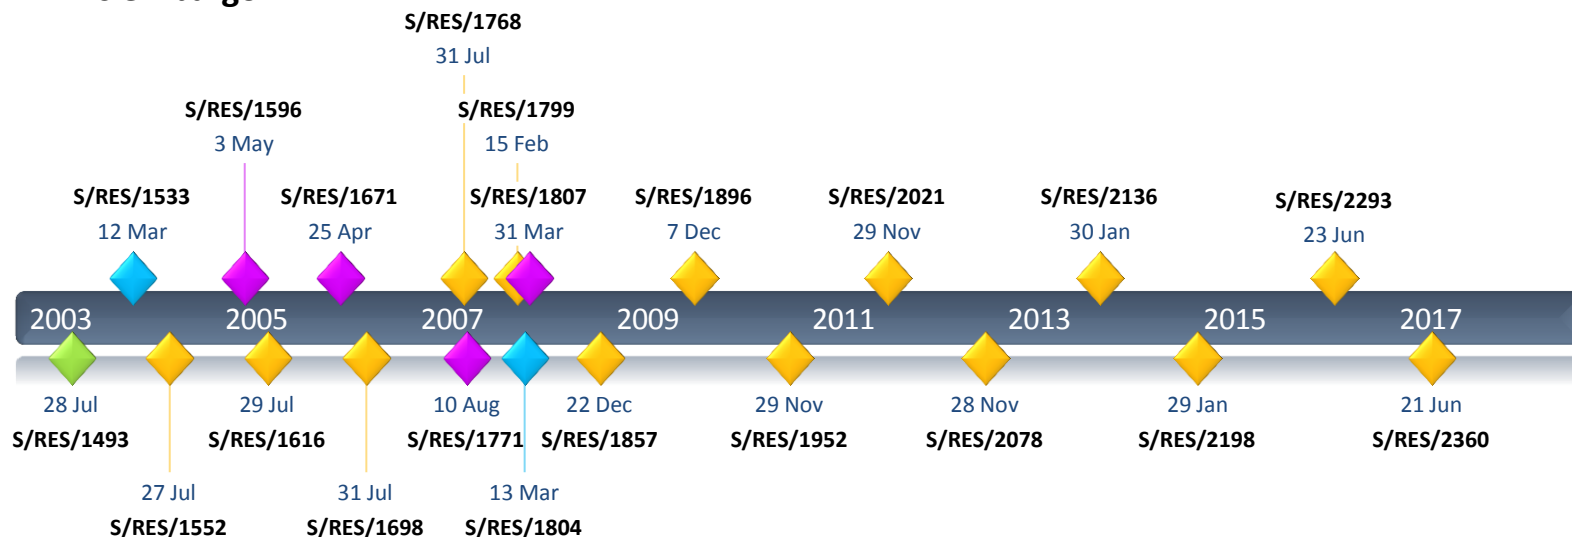 S/RES/1768
31 Jul
S/RES/1596
S/RES/1799
3 May
15 Feb
S/RES/1533
S/RES/1671
S/RES/1807
S/RES/1896
S/RES/2021
S/RES/2136
S/RES/2293
12 Mar
25 Apr
31 Mar
7 Dec
29 Nov
30 Jan
23 Jun
2003
2005
2007
2009
2011
2013
2015
2017
28 Jul
29 Jul
10 Aug
22 Dec
29 Nov
28 Nov
29 Jan
21 Jun
S/RES/1493
S/RES/1616
S/RES/1771
S/RES/1857
S/RES/1952
S/RES/2078
S/RES/2198
S/RES/2360
27 Jul
31 Jul
13 Mar
S/RES/1552
S/RES/1698
S/RES/1804